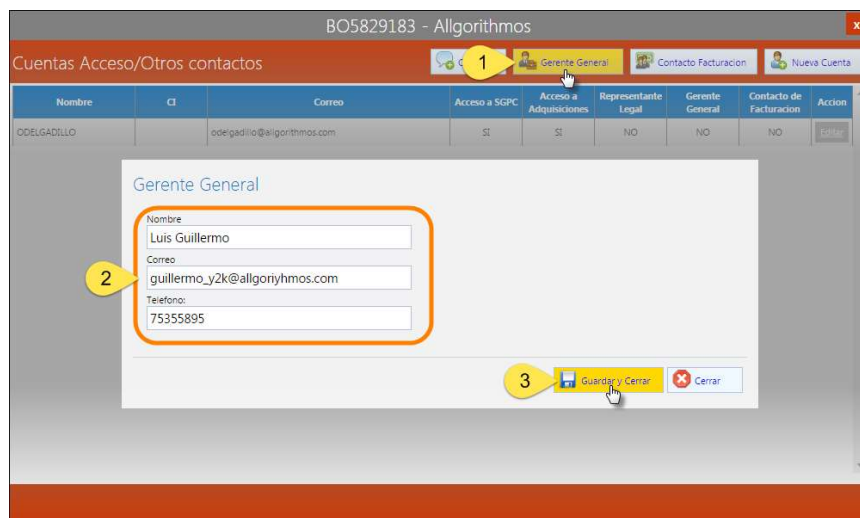 BO5829183 - Allgorithmos
x
Cuentas Acceso/Otros contactos
1
Gerente General
Contacto Facturacion
Nueva Cuenta
Nombre CI Correo Acceso a SGPC Acceso a Adquisiciones Representante Legal Gerente General Contacto de Facturacion Accion
ODELGADILLO odelgadillo@allgorithmos.com SI SI NO NO NO Editar
Gerente General
Nombre
Luis Guillermo
Correo
2
guillermo_y2k@allgoriyhmos.com
Telefono:
75355895
3
Guardar y Cerrar
Cerrar